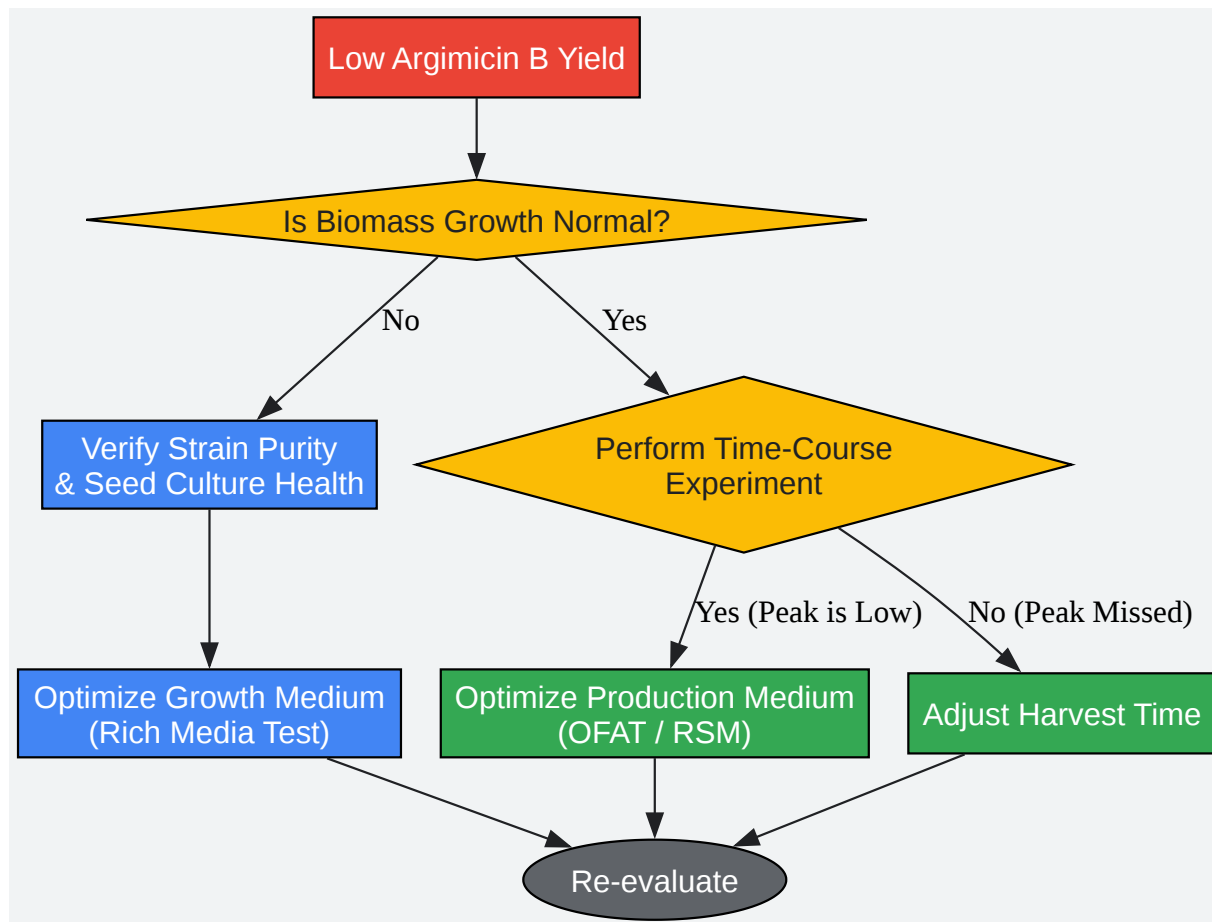 Low Argimicin B Yield
Is Biomass Growth Normal?
No
Yes
Verify Strain Purity
& Seed Culture Health
Perform Time-Course
Experiment
Yes (Peak is Low)
No (Peak Missed)
Optimize Growth Medium
(Rich Media Test)
Optimize Production Medium
(OFAT / RSM)
Adjust Harvest Time
Re-evaluate